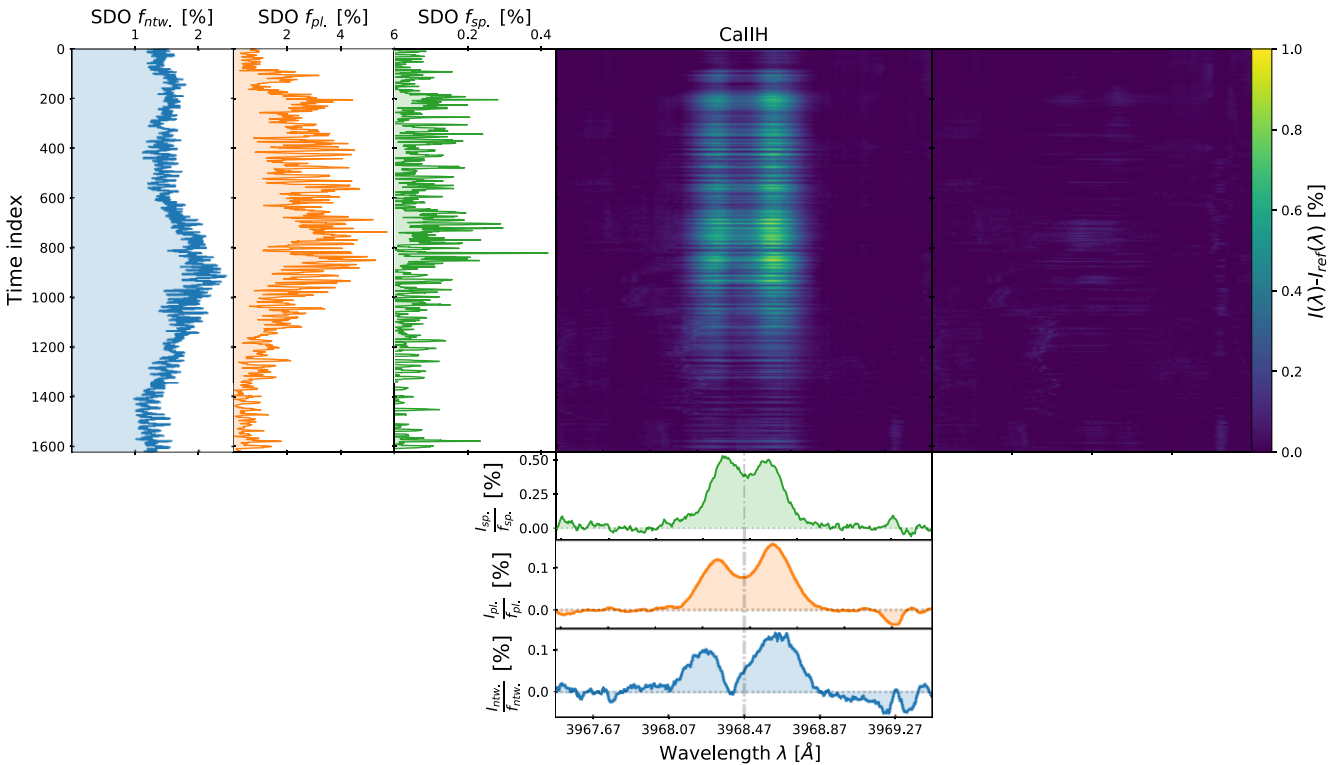 SDO f_ntw. [%] SDO f_pl. [%] SDO f_sp. [%] CaIIH
1 2 2 4 6 0.2 0.4
0
200
400
600
800
1000
1200
1400
1600
Time index
1.0
0.8
0.6
0.4
0.2
0.0
I(λ)-I_ref(λ) [%]
0.50
0.25
0.00
I_sp./f_sp. [%]
0.1
0.0
I_pl./f_pl. [%]
0.1
0.0
I_ntw./f_ntw. [%]
3967.67 3968.07 3968.47 3968.87 3969.27
Wavelength λ [Å]